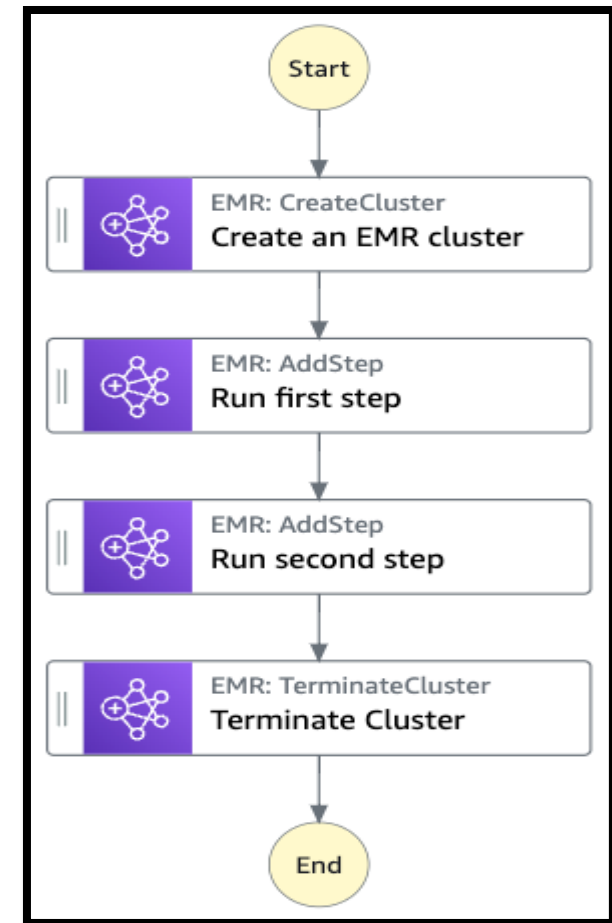 Start
EMR: CreateCluster
Create an EMR cluster
EMR: AddStep
Run first step
EMR: AddStep
Run second step
EMR: TerminateCluster
Terminate Cluster
End